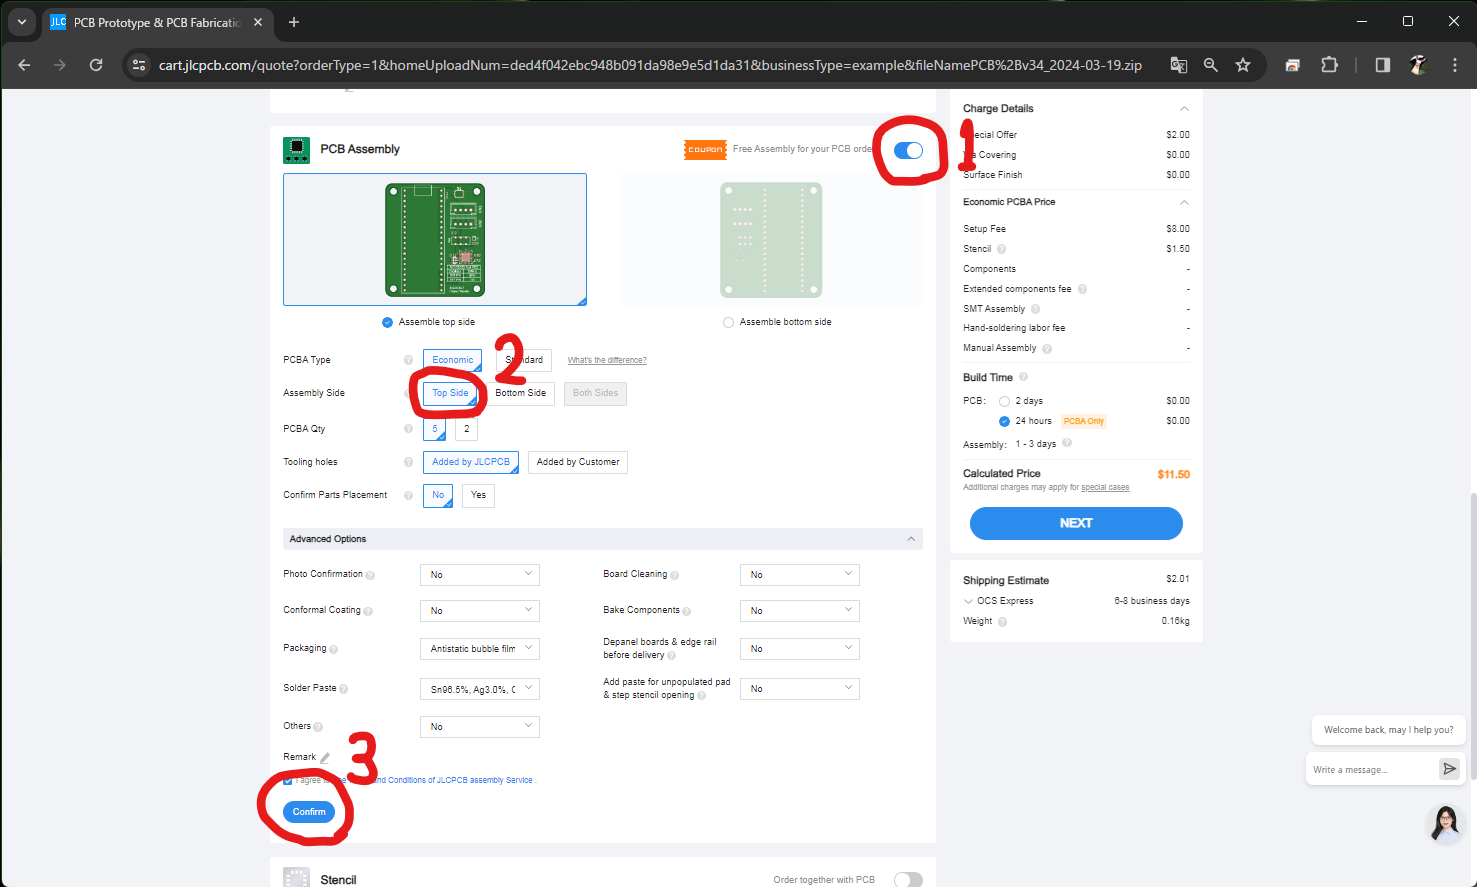 JLC PCB Prototype & PCB Fabricatio
cart.jlcpcb.com/quote?orderType=1&homeUploadNum=ded4f042ebc948b091da98e9e5d1da31&businessType=example&fileNamePCB%2Bv34_2024-03-19.zip
PCB Assembly
coupon Free Assembly for your PCB orde
1
Assemble top side
Assemble bottom side
2
PCBA Type ? Economic Standard What's the difference?
Assembly Side Top Side Bottom Side Both Sides
PCBA Qty ? 5 2
Tooling holes ? Added by JLCPCB Added by Customer
Confirm Parts Placement ? No Yes
Advanced Options
Photo Confirmation ? No
Board Cleaning ? No
Conformal Coating ? No
Bake Components ? No
Packaging ? Antistatic bubble film
Depanel boards & edge rail
before delivery ? No
Solder Paste ? Sn96.5%, Ag3.0%, C
Add paste for unpopulated pad
& step stencil opening ? No
Others ? No
Remark
3
I agree and Conditions of JLCPCB assembly Service .
Confirm
Stencil
Order together with PCB
Charge Details
pecial Offer $2.00
a Covering $0.00
Surface Finish $0.00
Economic PCBA Price
Setup Fee $8.00
Stencil ? $1.50
Components -
Extended components fee ? -
SMT Assembly ? -
Hand-soldering labor fee -
Manual Assembly ? -
Build Time ?
PCB: 2 days $0.00
24 hours PCBA Only $0.00
Assembly: 1 - 3 days ?
Calculated Price $11.50
Additional charges may apply for special cases
NEXT
Shipping Estimate $2.01
OCS Express 6-8 business days
Weight ? 0.16kg
Welcome back, may I help you?
Write a message...